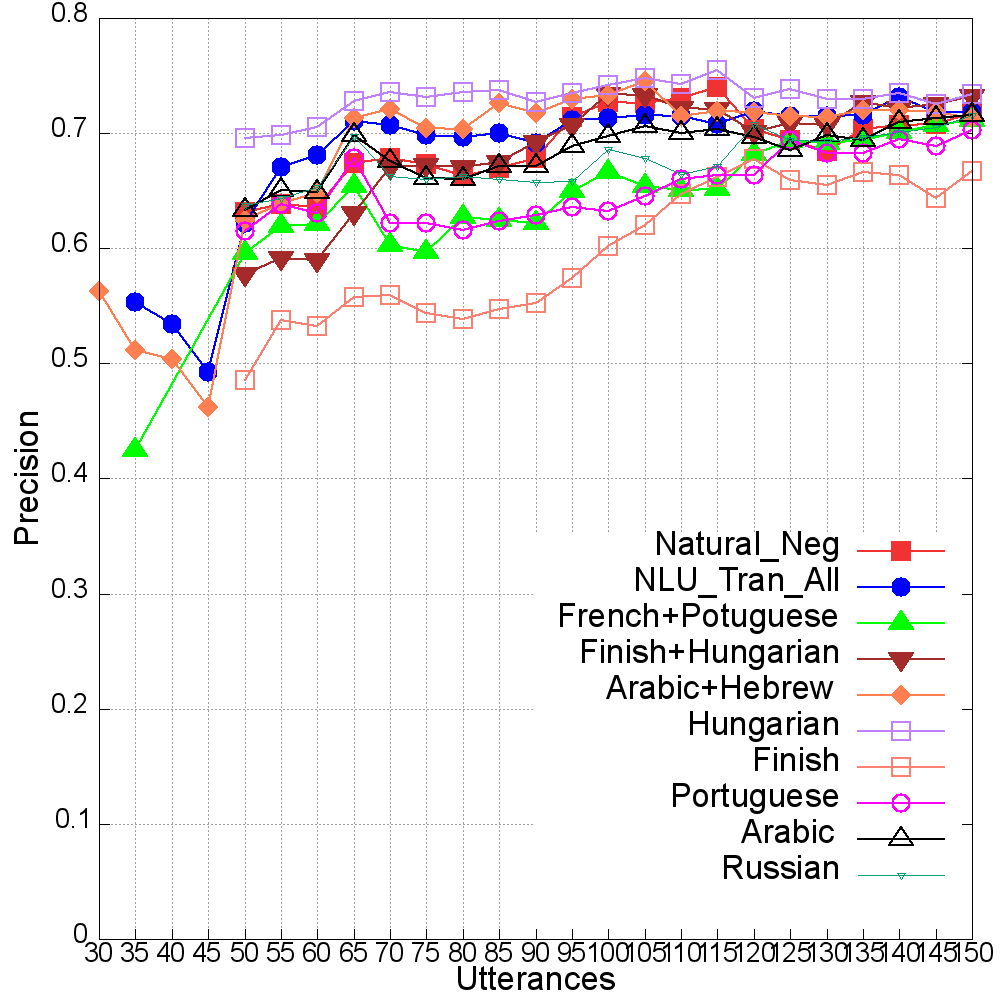 0.8
0.7
0.6
0.5
0.4
0.3
0.2
0.1
0
Precision
Natural_Neg
NLU_Tran_All
French+Potuguese
Finish+Hungarian
Arabic+Hebrew
Hungarian
Finish
Portuguese
Arabic
Russian
30 35 40 45 50 55 60 65 70 75 80 85 90 95 100 105 110 115 120 125 130 135 140 145 150
Utterances